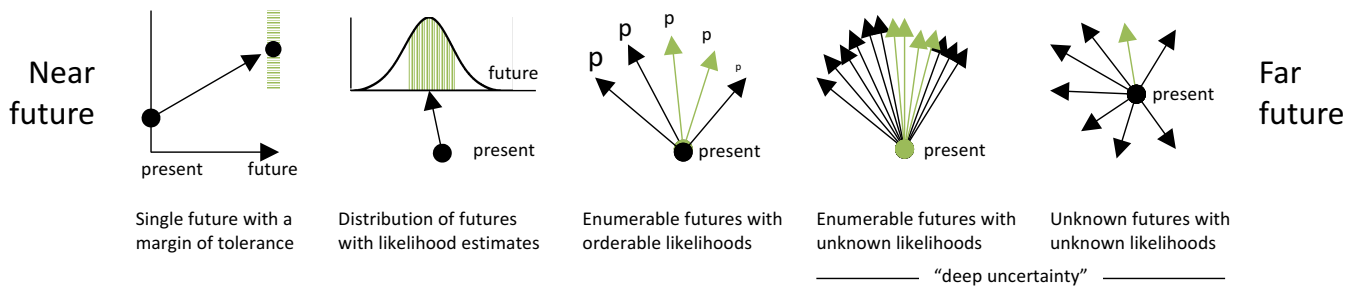 Near
future
present
future
Single future with a
margin of tolerance
future
present
Distribution of futures
with likelihood estimates
p
p
p
p
p
present
Enumerable futures with
orderable likelihoods
present
Enumerable futures with
unknown likelihoods
present
Unknown futures with
unknown likelihoods
“deep uncertainty”
Far
future